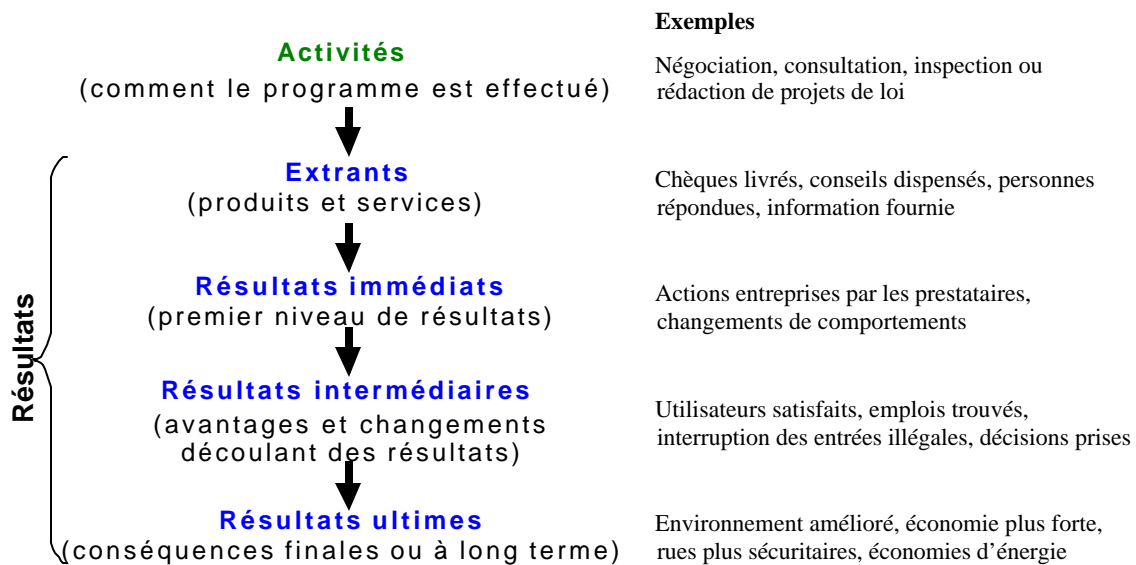 Exemples
Activités
(comment le programme est effectué)
Négociation, consultation, inspection ou
rédaction de projets de loi
Extrants
(produits et services)
Chèques livrés, conseils dispensés, personnes
répondues, information fournie
Résultats
Résultats immédiats
(premier niveau de résultats)
Actions entreprises par les prestataires,
changements de comportements
Résultats intermédiaires
(avantages et changements
découlant des résultats)
Utilisateurs satisfaits, emplois trouvés,
interruption des entrées illégales, décisions prises
Résultats ultimes
(conséquences finales ou à long terme)
Environnement amélioré, économie plus forte,
rues plus sécuritaires, économies d’énergie